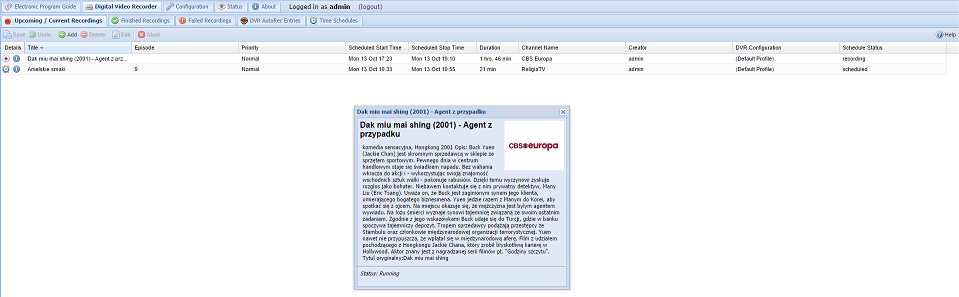 Electronic Program Guide Digital Video Recorder Configuration Status About Logged in as admin (logout)
Upcoming / Current Recordings Finished Recordings Failed Recordings DVR AutoRec Entries Time Schedules
Save Undo Add Delete Edit Abort Help
Details Title Episode Priority Scheduled Start Time Scheduled Stop Time Duration Channel Name Creator DVR Configuration Schedule Status
Dak miu mai shing (2001) - Agent z prz... Normal Mon 13 Oct 17:23 Mon 13 Oct 19:10 1 hrs, 46 min CBS Europa admin (Default Profile) recording
Anielskie smaki 9 Normal Mon 13 Oct 19:33 Mon 13 Oct 19:55 21 min ReligiaTV admin (Default Profile) scheduled
Dak miu mai shing (2001) - Agent z przypadku
Dak miu mai shing (2001) - Agent z
przypadku
CBS europa
komedia sensacyjna, Hongkong 2001 Opis: Buck Yuen
(Jackie Chan) jest skromnym sprzedawcą w sklepie ze
sprzętem sportowym. Pewnego dnia w centrum
handlowym staje się świadkiem napadu. Bez wahania
wkracza do akcji i - wykorzystując swoją znajomość
wschodnich sztuk walki - pokonuje rabusiów. Dzięki temu wyczynowi zyskuje
rozgłos jako bohater. Niebawem kontaktuje się z nim prywatny detektyw, Many
Liu (Eric Tsang). Uważa on, że Buck jest zaginionym synem jego klienta,
umierającego bogatego biznesmena. Yuen jedzie razem z Manym do Korei, aby
spotkać się z ojcem. Na miejscu okazuje się, że mężczyzna jest byłym agentem
wywiadu. Na łożu śmierci wyznaje synowi tajemnicę związaną ze swoim ostatnim
zadaniem. Zgodnie z jego wskazówkami Buck udaje się do Turcji, gdzie w banku
spoczywa tajemniczy depozyt. Tropem sprzedawcy podążają przestępcy ze
Stambułu oraz członkowie międzynarodowej organizacji terrorystycznej. Yuen
nawet nie przypuszcza, że wplątał się w międzynarodową aferę. Film z udziałem
pochodzącego z Hongkongu Jackie Chana, który zrobił błyskotliwą karierę w
Hollywood. Aktor znany jest z nagradzanej serii filmów pt. "Godziny szczytu".
Tytuł oryginalny:Dak miu mai shing
Status: Running